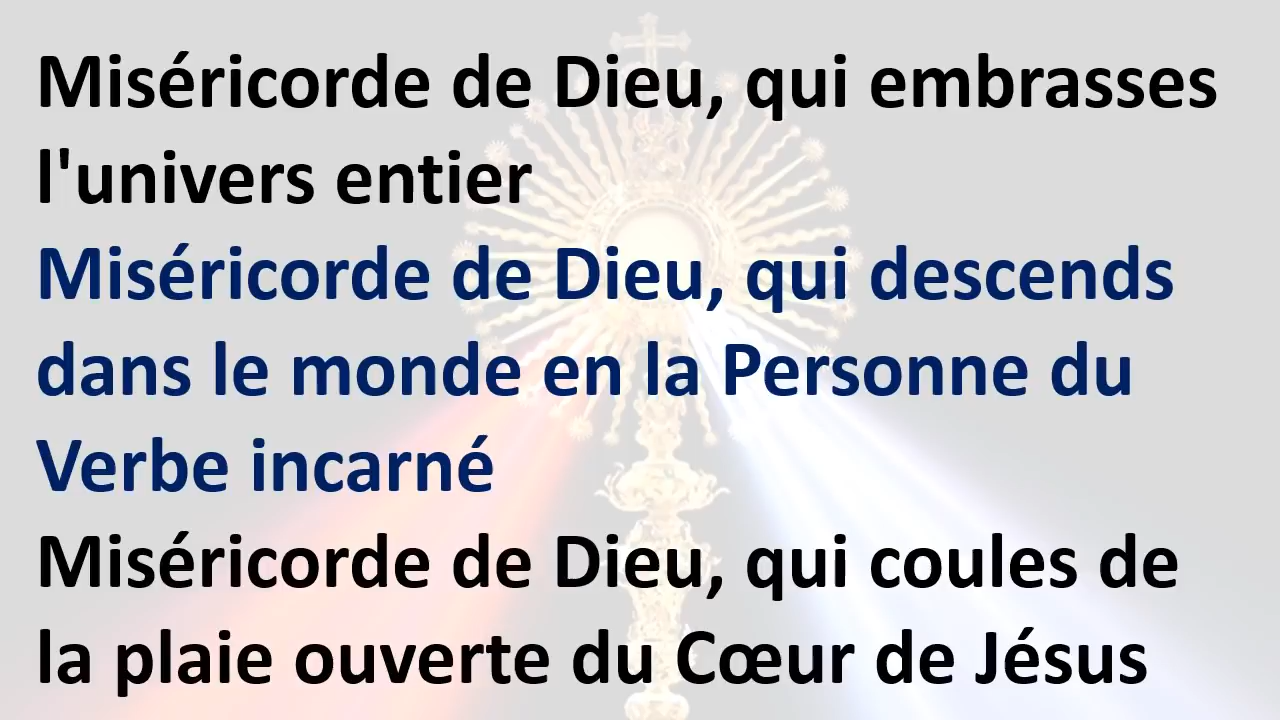 Miséricorde de Dieu, qui embrasses
l'univers entier
Miséricorde de Dieu, qui descends
dans le monde en la Personne du
Verbe incarné
Miséricorde de Dieu, qui coules de
la plaie ouverte du Cœur de Jésus